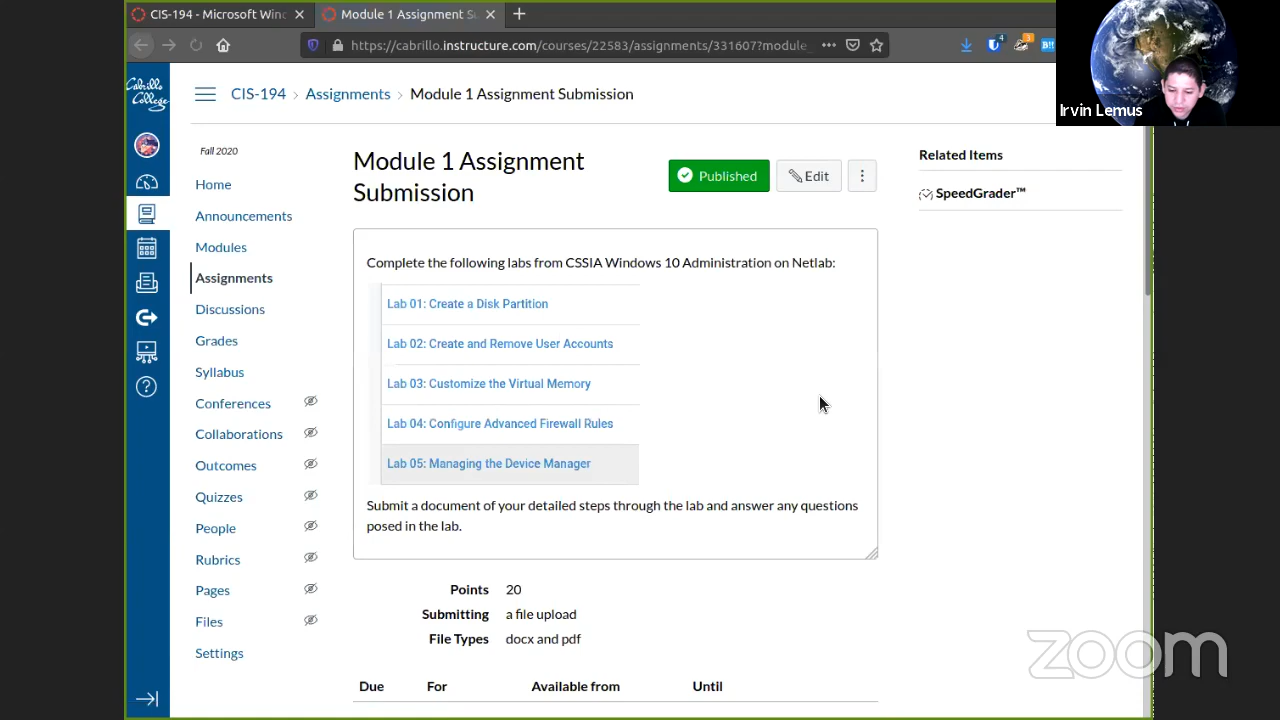 CIS-194 - Microsoft Winc
Module 1 Assignment Su
https://cabrillo.instructure.com/courses/22583/assignments/331607?module_
4
3
B!!
Irvin Lemus
Cabrillo College
CIS-194 > Assignments > Module 1 Assignment Submission
Fall 2020
Home
Announcements
Modules
Assignments
Discussions
Grades
Syllabus
Conferences
Collaborations
Outcomes
Quizzes
People
Rubrics
Pages
Files
Settings
Module 1 Assignment
Submission
Published
Edit
Complete the following labs from CSSIA Windows 10 Administration on Netlab:
Lab 01: Create a Disk Partition
Lab 02: Create and Remove User Accounts
Lab 03: Customize the Virtual Memory
Lab 04: Configure Advanced Firewall Rules
Lab 05: Managing the Device Manager
Submit a document of your detailed steps through the lab and answer any questions
posed in the lab.
Points 20
Submitting a file upload
File Types docx and pdf
Due For Available from Until
Related Items
SpeedGrader™
zoom